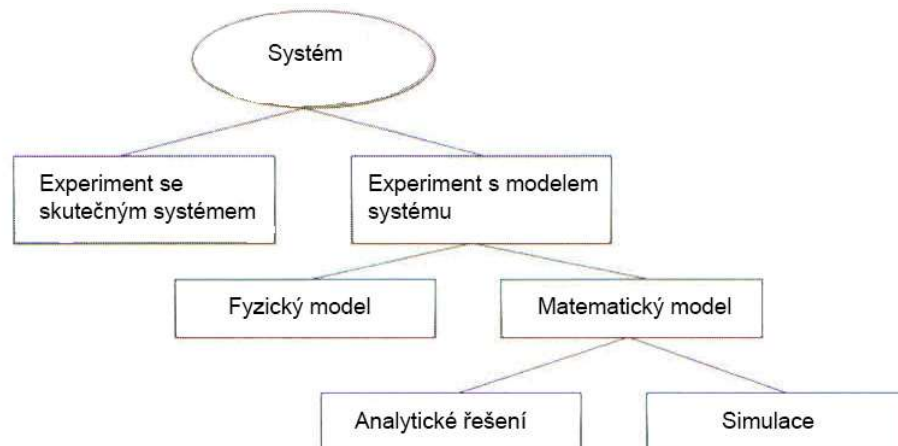 Systém
Experiment se
skutečným systémem
Experiment s modelem
systému
Fyzický model
Matematický model
Analytické řešení
Simulace